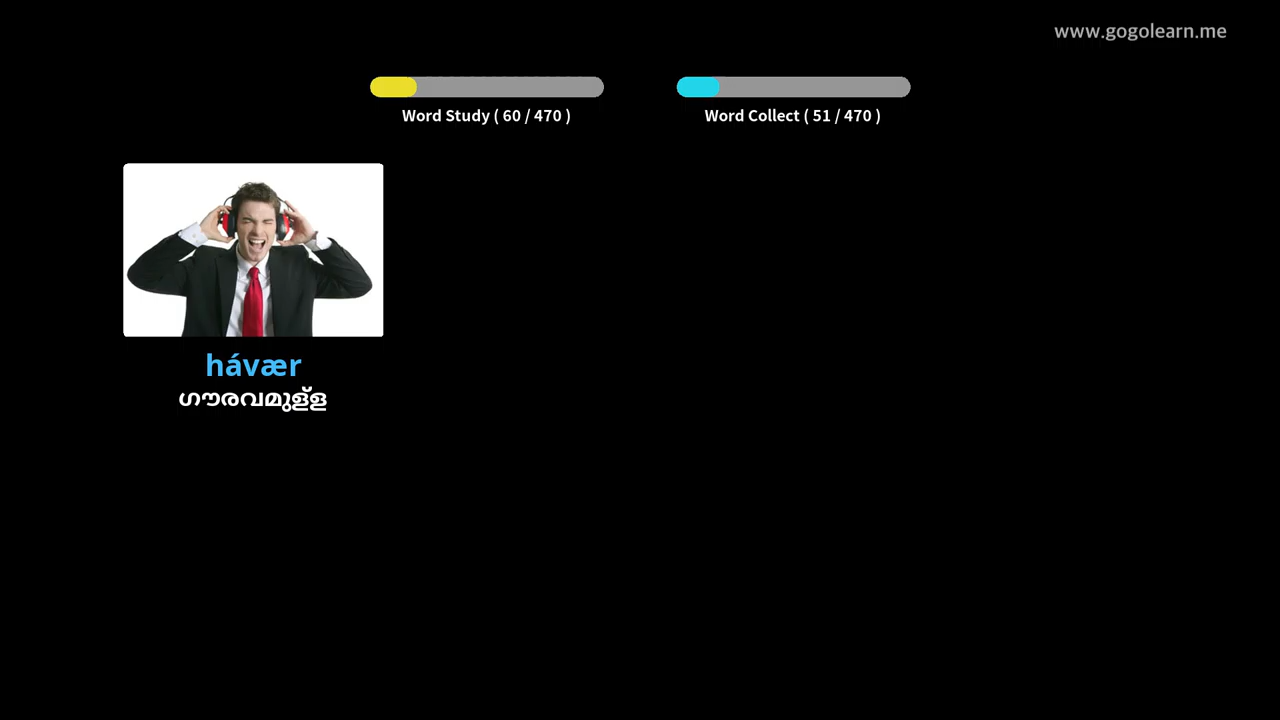 www.gogolearn.me
Word Study ( 60 / 470 )
Word Collect ( 51 / 470 )
hávær
ഗൗരവമുള്ള